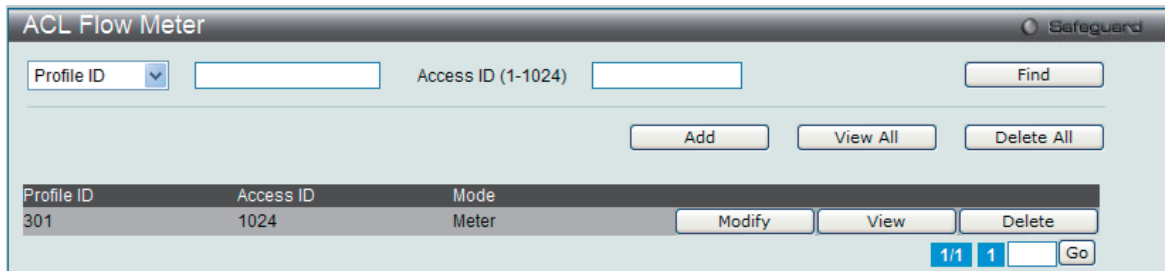 ACL Flow Meter Safeguard
Profile ID Access ID (1-1024) Find
Add View All Delete All
Profile ID Access ID Mode
301 1024 Meter Modify View Delete
1/1 1 Go